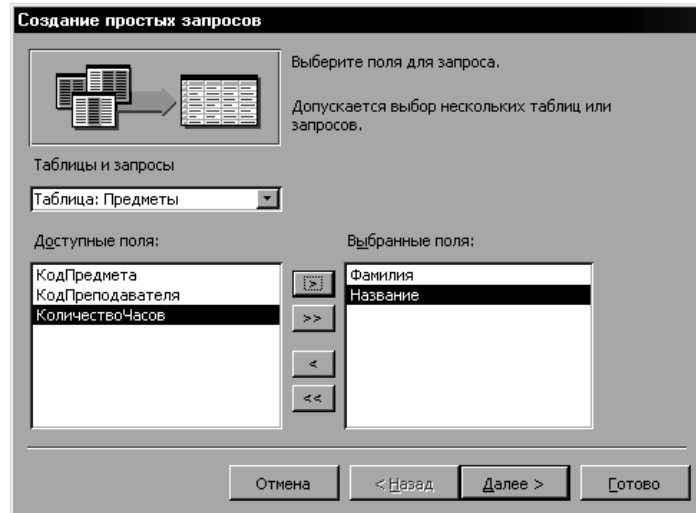 Создание простых запросов
Выберите поля для запроса.
Допускается выбор нескольких таблиц или
запросов.
Таблицы и запросы
Таблица: Предметы
Доступные поля:
Выбранные поля:
КодПредмета
КодПреподавателя
КоличествоЧасов
>
>>
<
<<
Фамилия
Название
Отмена
< Назад
Далее >
Готово